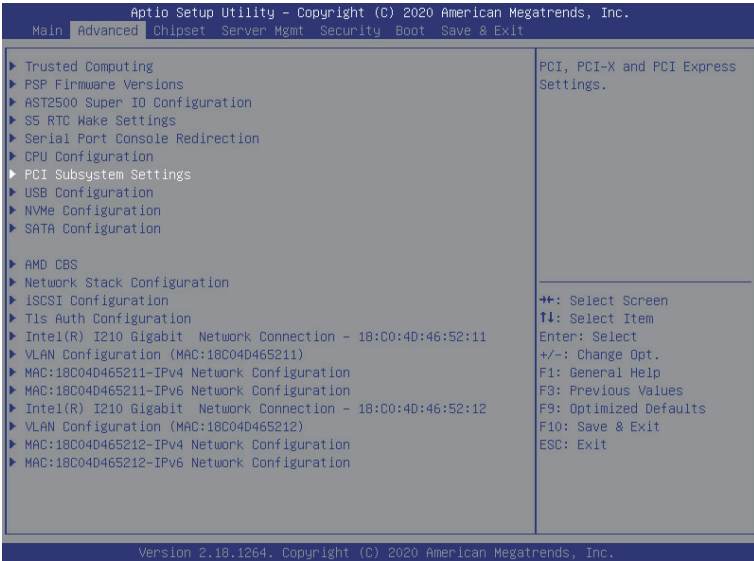 Aptio Setup Utility – Copyright (C) 2020 American Megatrends, Inc.
Main Advanced Chipset Server Mgmt Security Boot Save & Exit
Trusted Computing
PSP Firmware Versions
AST2500 Super IO Configuration
S5 RTC Wake Settings
Serial Port Console Redirection
CPU Configuration
PCI Subsystem Settings
USB Configuration
NVMe Configuration
SATA Configuration
AMD CBS
Network Stack Configuration
iSCSI Configuration
Tls Auth Configuration
Intel(R) I210 Gigabit  Network Connection – 18:C0:4D:46:52:11
VLAN Configuration (MAC:18C04D465211)
MAC:18C04D465211-IPv4 Network Configuration
MAC:18C04D465211-IPv6 Network Configuration
Intel(R) I210 Gigabit  Network Connection – 18:C0:4D:46:52:12
VLAN Configuration (MAC:18C04D465212)
MAC:18C04D465212-IPv4 Network Configuration
MAC:18C04D465212-IPv6 Network Configuration
PCI, PCI-X and PCI Express
Settings.
→←: Select Screen
↑↓: Select Item
Enter: Select
+/-: Change Opt.
F1: General Help
F3: Previous Values
F9: Optimized Defaults
F10: Save & Exit
ESC: Exit
Version 2.18.1264. Copyright (C) 2020 American Megatrends, Inc.